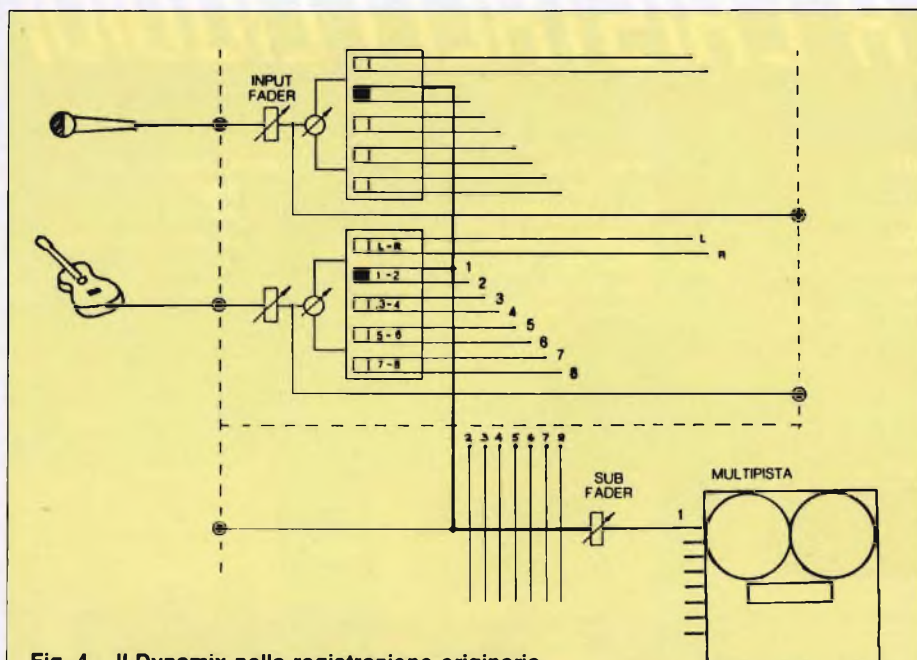 INPUT
FADER
L-R
L
R
1-2
1
2
3-4
3
4
5-6
5
6
7-8
7
8
2 3 4 5 6 7 8
SUB
FADER
MULTIPISTA
1
Fig. 4 - Il Dynamix nella registrazione originaria